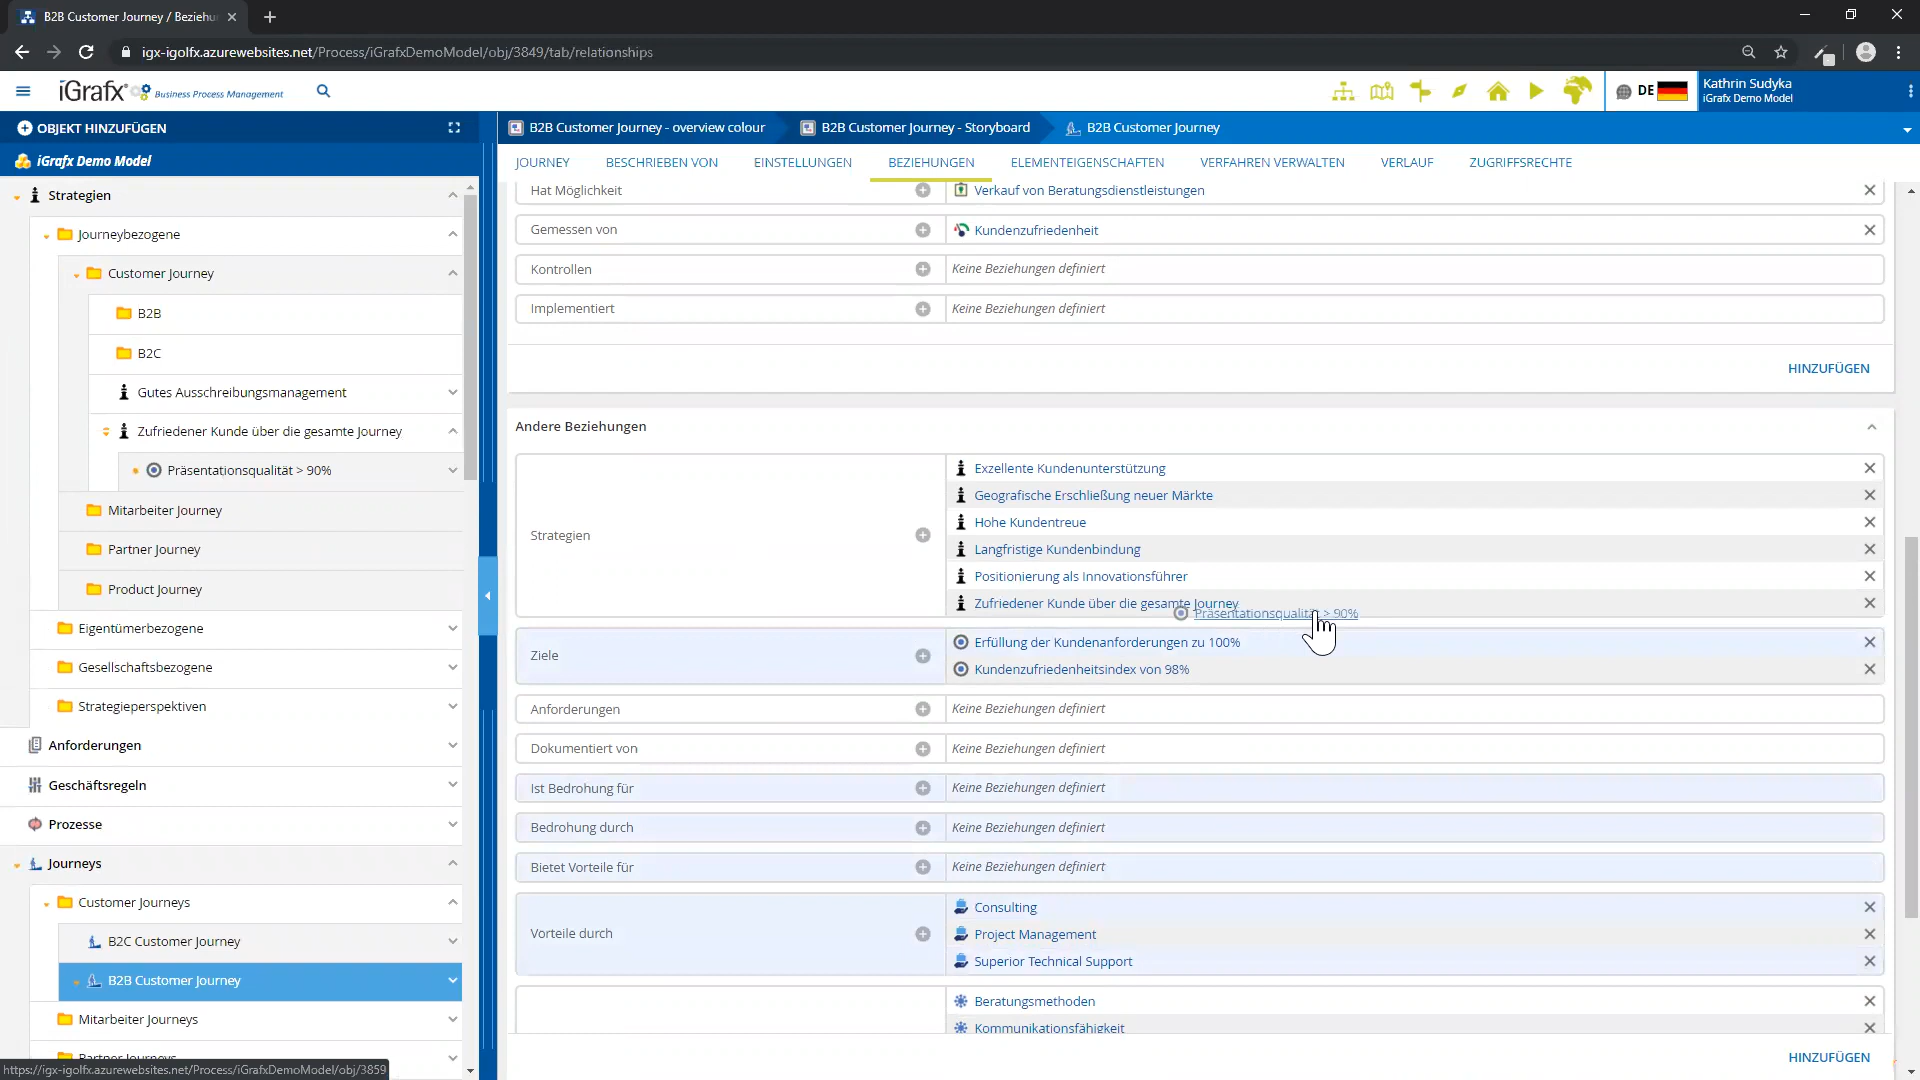 B2B Customer Journey / Beziehu
igx-igolfx.azurewebsites.net/Process/iGrafxDemoModel/obj/3849/tab/relationships
iGrafx Business Process Management
DE
Kathrin Sudyka
iGrafx Demo Model
OBJEKT HINZUFÜGEN
iGrafx Demo Model
Strategien
Journeybezogene
Customer Journey
B2B
B2C
Gutes Ausschreibungsmanagement
Zufriedener Kunde über die gesamte Journey
Präsentationsqualität > 90%
Mitarbeiter Journey
Partner Journey
Product Journey
Eigentümerbezogene
Gesellschaftsbezogene
Strategieperspektiven
Anforderungen
Geschäftsregeln
Prozesse
Journeys
Customer Journeys
B2C Customer Journey
B2B Customer Journey
Mitarbeiter Journeys
Partner Journeys
https://igx-igolfx.azurewebsites.net/Process/iGrafxDemoModel/obj/3859
B2B Customer Journey - overview colour
B2B Customer Journey - Storyboard
B2B Customer Journey
JOURNEY
BESCHRIEBEN VON
EINSTELLUNGEN
BEZIEHUNGEN
ELEMENTEIGENSCHAFTEN
VERFAHREN VERWALTEN
VERLAUF
ZUGRIFFSRECHTE
Hat Möglichkeit
Verkauf von Beratungsdienstleistungen
Gemessen von
Kundenzufriedenheit
Kontrollen
Keine Beziehungen definiert
Implementiert
Keine Beziehungen definiert
HINZUFÜGEN
Andere Beziehungen
Strategien
Exzellente Kundenunterstützung
Geografische Erschließung neuer Märkte
Hohe Kundentreue
Langfristige Kundenbindung
Positionierung als Innovationsführer
Zufriedener Kunde über die gesamte Journey
Präsentationsqualität > 90%
Ziele
Erfüllung der Kundenanforderungen zu 100%
Kundenzufriedenheitsindex von 98%
Anforderungen
Keine Beziehungen definiert
Dokumentiert von
Keine Beziehungen definiert
Ist Bedrohung für
Keine Beziehungen definiert
Bedrohung durch
Keine Beziehungen definiert
Bietet Vorteile für
Keine Beziehungen definiert
Vorteile durch
Consulting
Project Management
Superior Technical Support
Beratungsmethoden
Kommunikationsfähigkeit
HINZUFÜGEN